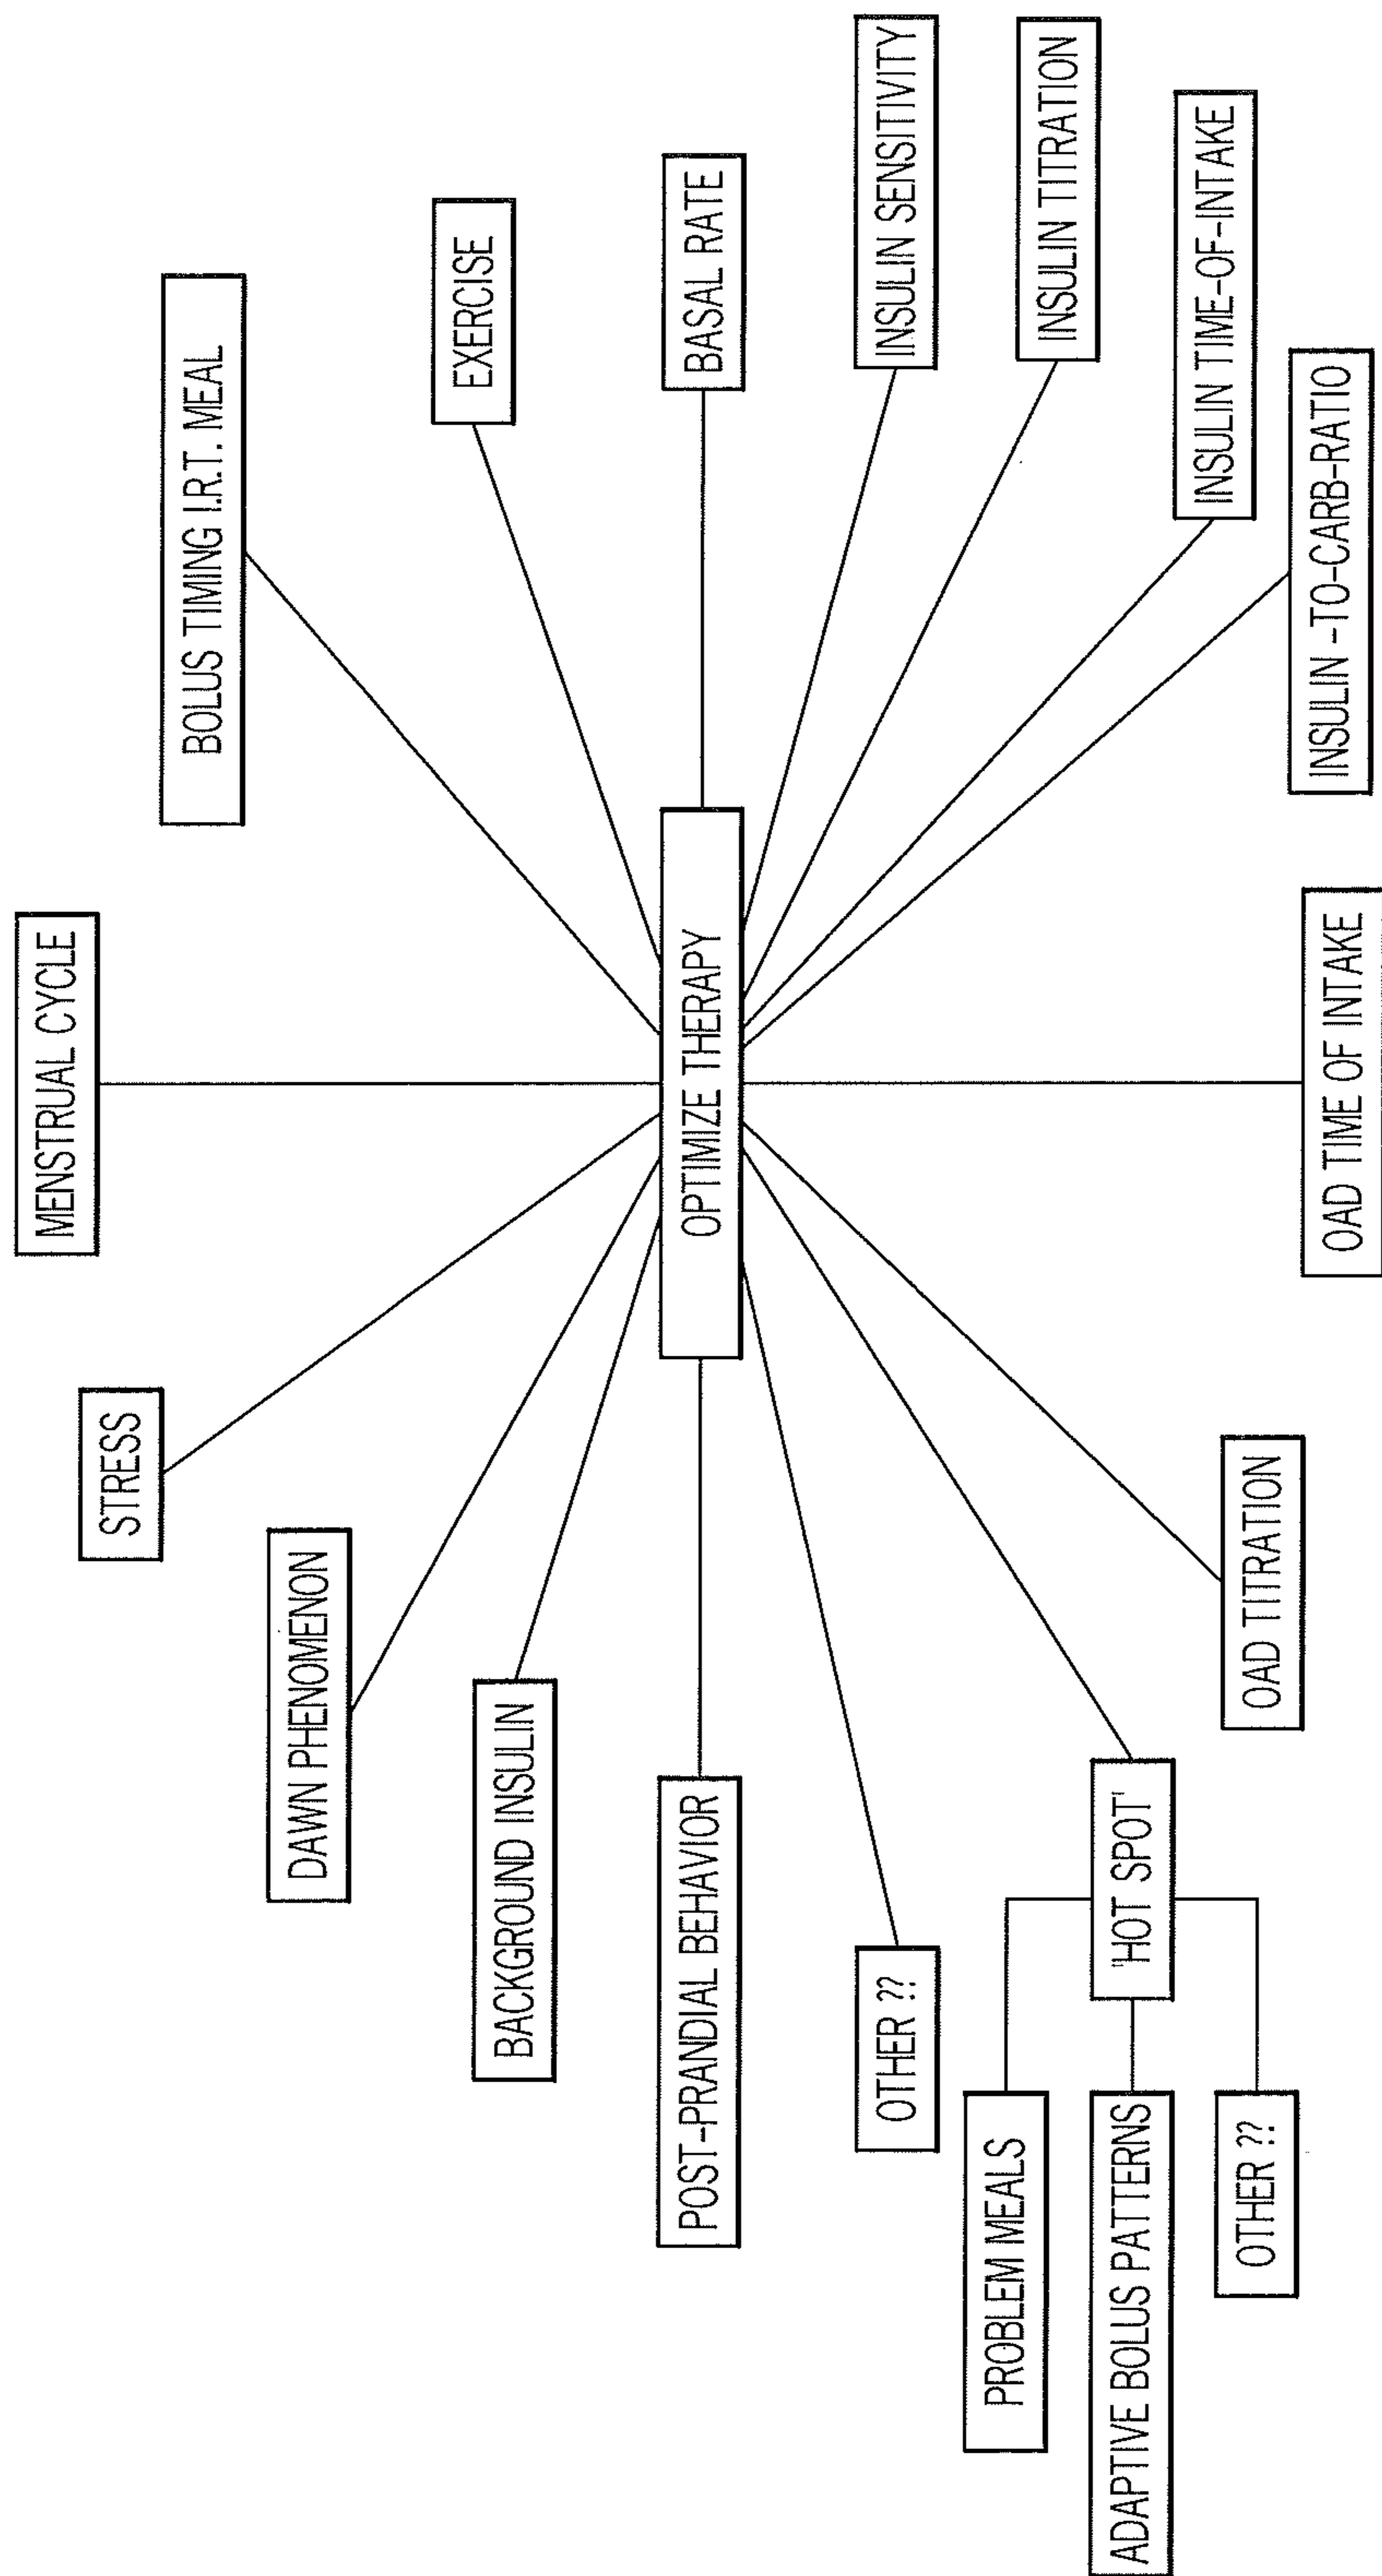 MENSTRUAL CYCLE
STRESS
BOLUS TIMING I.R.T. MEAL
DAWN PHENOMENON
EXERCISE
BACKGROUND INSULIN
POST-PRANDIAL BEHAVIOR
OPTIMIZE THERAPY
BASAL RATE
OTHER ??
INSULIN SENSITIVITY
PROBLEM MEALS
INSULIN TITRATION
ADAPTIVE BOLUS PATTERNS
'HOT SPOT'
INSULIN TIME-OF-INTAKE
OTHER ??
OAD TITRATION
INSULIN -TO-CARB-RATIO
OAD TIME OF INTAKE